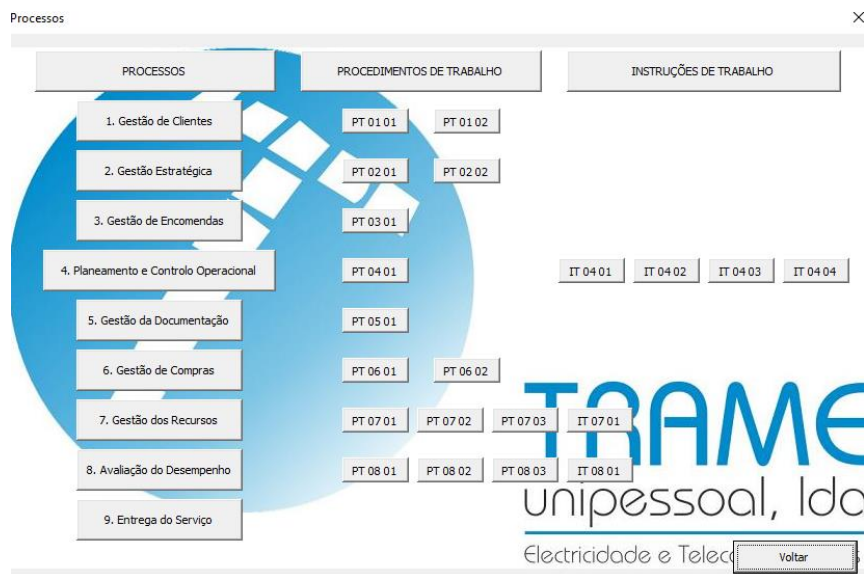 Processos
PROCESSOS PROCEDIMENTOS DE TRABALHO INSTRUÇÕES DE TRABALHO
1. Gestão de Clientes PT 01 01 PT 01 02
2. Gestão Estratégica PT 02 01 PT 02 02
3. Gestão de Encomendas PT 03 01
4. Planeamento e Controlo Operacional PT 04 01 IT 04 01 IT 04 02 IT 04 03 IT 04 04
5. Gestão da Documentação PT 05 01
6. Gestão de Compras PT 06 01 PT 06 02
7. Gestão dos Recursos PT 07 01 PT 07 02 PT 07 03 IT 07 01
8. Avaliação do Desempenho PT 08 01 PT 08 02 PT 08 03 IT 08 01
9. Entrega do Serviço
TRAME
unipessoal, lda
Electricidade e
Voltar